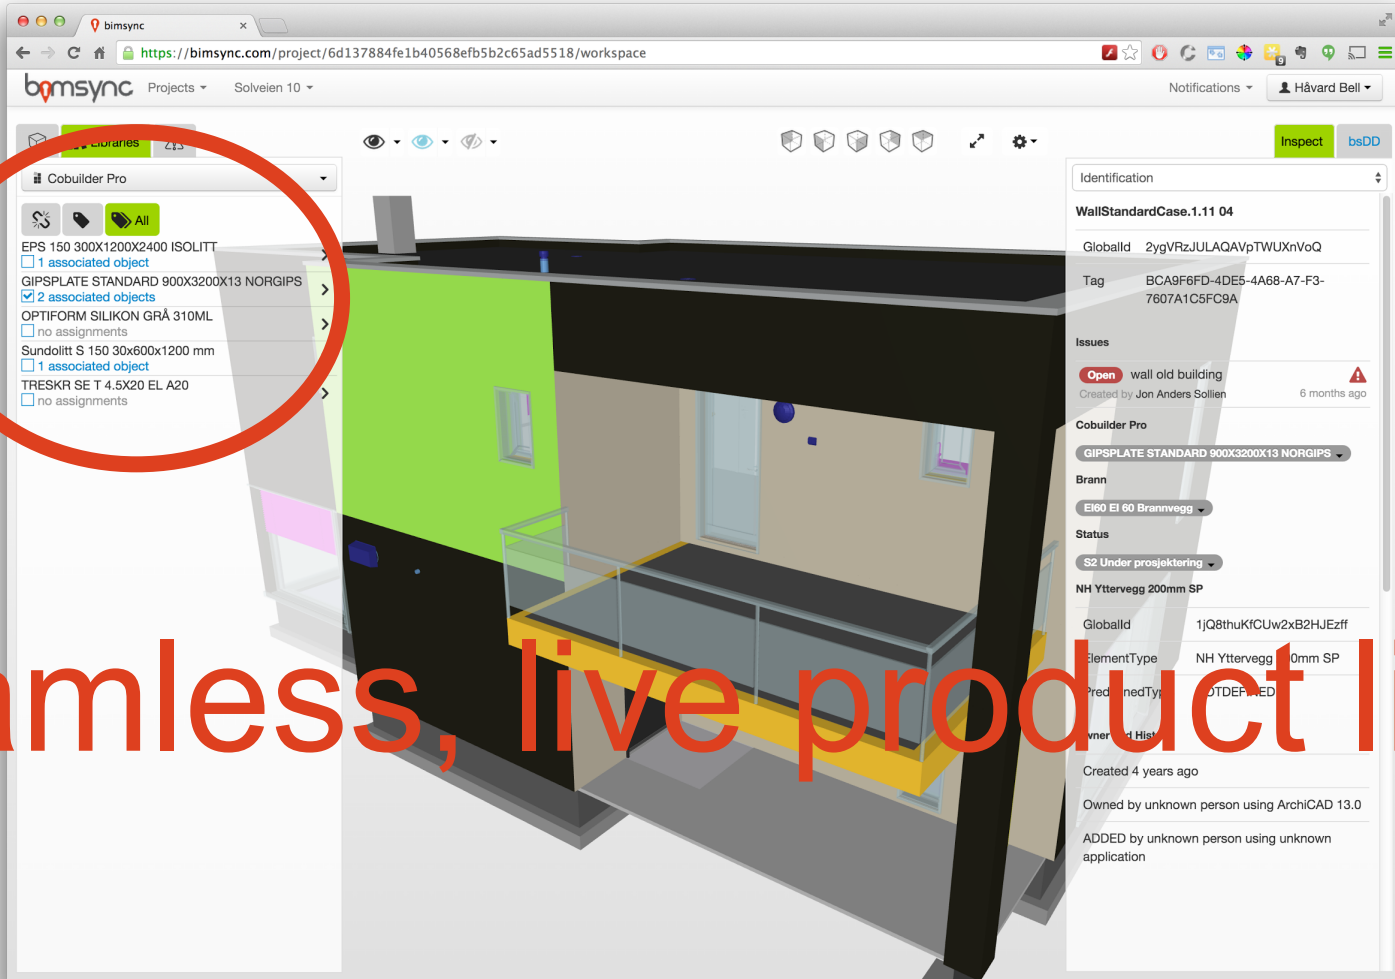 bimsync
https://bimsync.com/project/6d137884fe1b40568efb5b2c65ad5518/workspace
9
bimsync Projects Solveien 10 Notifications Håvard Bell
Libraries
Inspect bsDD
Cobuilder Pro
All
EPS 150 300X1200X2400 ISOLITT
1 associated object
GIPSPLATE STANDARD 900X3200X13 NORGIPS
2 associated objects
OPTIFORM SILIKON GRÅ 310ML
no assignments
Sundolitt S 150 30x600x1200 mm
1 associated object
TRESKR SE T 4.5X20 EL A20
no assignments
Identification
WallStandardCase.1.11 04
GlobalId 2ygVRzJULAQAVpTWUXnVoQ
Tag BCA9F6FD-4DE5-4A68-A7-F3-
7607A1C5FC9A
Issues
Open wall old building
Created by Jon Anders Sollien 6 months ago
Cobuilder Pro
GIPSPLATE STANDARD 900X3200X13 NORGIPS
Brann
EI60 EI 60 Brannvegg
Status
S2 Under prosjektering
NH Yttervegg 200mm SP
GlobalId 1jQ8thuKfCUw2xB2HJEzff
ElementType NH Yttervegg 00mm SP
amless, live product li
Created 4 years ago
Owned by unknown person using ArchiCAD 13.0
ADDED by unknown person using unknown
application